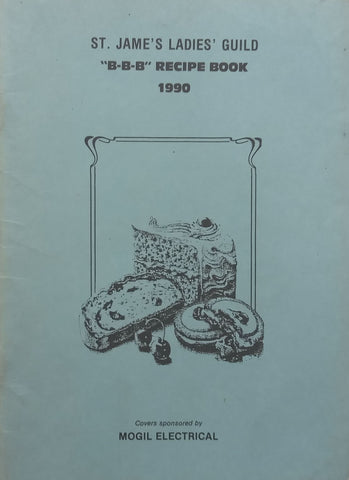 ST. JAME'S LADIES' GUILD
"B-B-B" RECIPE BOOK
1990
Covers sponsored by
MOGIL ELECTRICAL